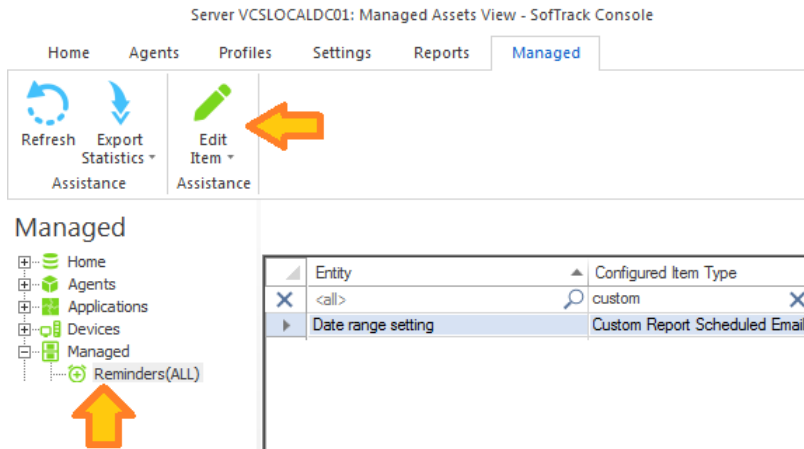 Server VCSLOCALDC01: Managed Assets View - SofTrack Console
Home Agents Profiles Settings Reports Managed
Refresh Export Statistics Edit Item
Assistance Assistance
Managed
Home
Agents
Applications
Devices
Managed
Reminders(ALL)
Entity Configured Item Type
<all> custom
Date range setting Custom Report Scheduled Email